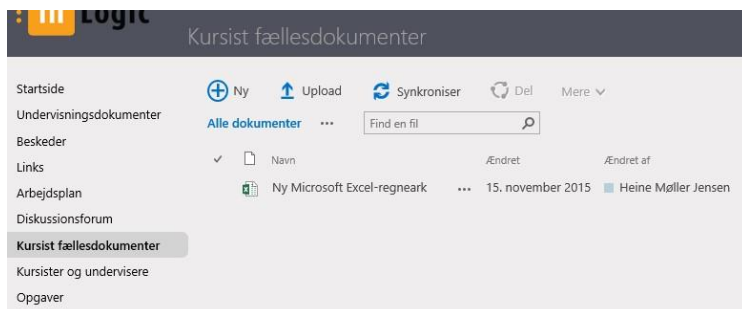 : m Logic
Kursist fællesdokumenter
Startside
Undervisningsdokumenter
Beskeder
Links
Arbejdsplan
Diskussionsforum
Kursist fællesdokumenter
Kursister og undervisere
Opgaver
Ny Upload Synkroniser Del Mere
Alle dokumenter ... Find en fil
Navn Ændret Ændret af
Ny Microsoft Excel-regneark ... 15. november 2015 Heine Møller Jensen